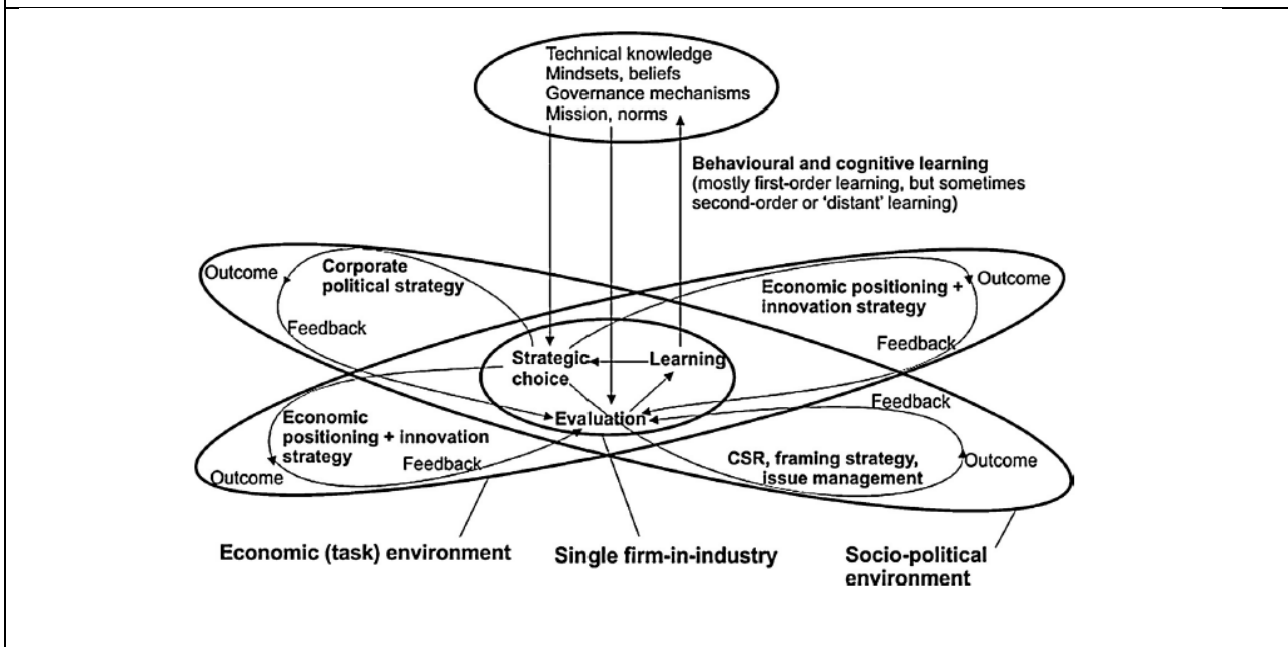 Technical knowledge
Mindsets, beliefs
Governance mechanisms
Mission, norms
Behavioural and cognitive learning
(mostly first-order learning, but sometimes
second-order or 'distant' learning)
Outcome
Corporate
political strategy
Feedback
Economic positioning +
innovation strategy
Outcome
Feedback
Strategic
choice
Learning
Evaluation
Economic
positioning + innovation
strategy
Feedback
Outcome
Feedback
CSR, framing strategy,
issue management
Outcome
Economic (task) environment
Single firm-in-industry
Socio-political
environment